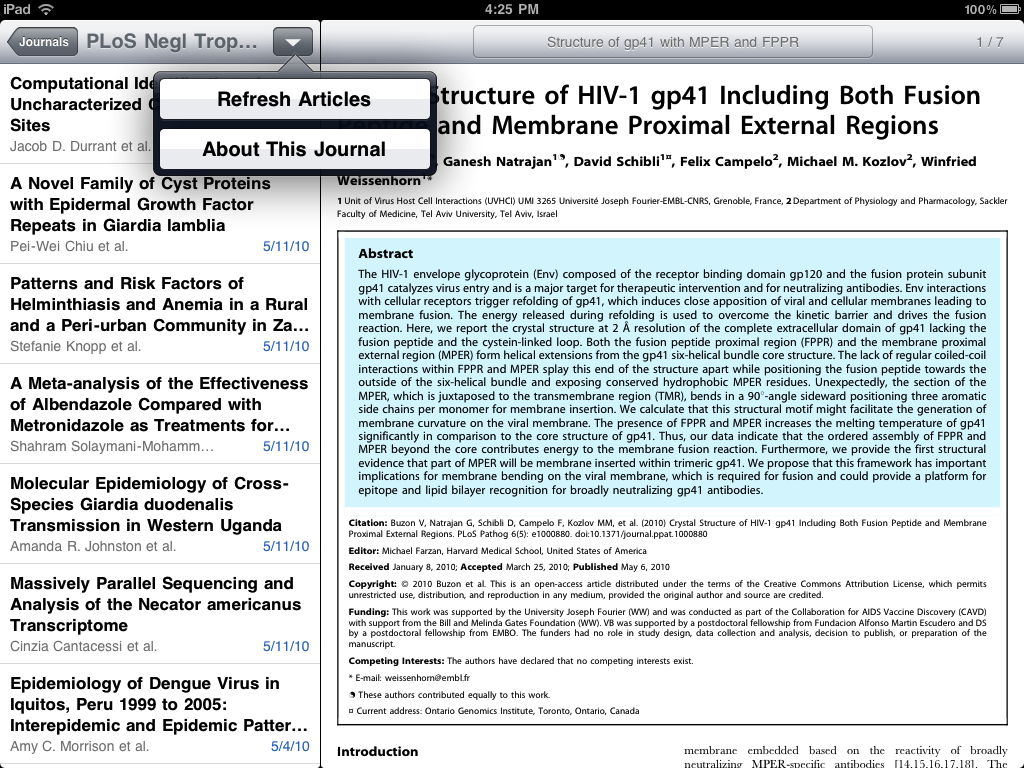 iPad 4:25 PM 100%
Journals PLoS Negl Trop...
Structure of gp41 with MPER and FPPR 1 / 7
Refresh Articles
About This Journal
Computational Ide
Uncharacterized C
Sites
Jacob D. Durrant et al.
A Novel Family of Cyst Proteins
with Epidermal Growth Factor
Repeats in Giardia lamblia
Pei-Wei Chiu et al. 5/11/10
Patterns and Risk Factors of
Helminthiasis and Anemia in a Rural
and a Peri-urban Community in Za...
Stefanie Knopp et al. 5/11/10
A Meta-analysis of the Effectiveness
of Albendazole Compared with
Metronidazole as Treatments for...
Shahram Solaymani-Mohamm... 5/11/10
Molecular Epidemiology of Cross-
Species Giardia duodenalis
Transmission in Western Uganda
Amanda R. Johnston et al. 5/11/10
Massively Parallel Sequencing and
Analysis of the Necator americanus
Transcriptome
Cinzia Cantacessi et al. 5/11/10
Epidemiology of Dengue Virus in
Iquitos, Peru 1999 to 2005:
Interepidemic and Epidemic Patter...
Amy C. Morrison et al. 5/4/10
Structure of HIV-1 gp41 Including Both Fusion
and Membrane Proximal External Regions
, Ganesh Natrajan1❥, David Schibli1¤, Felix Campelo2, Michael M. Kozlov2, Winfried
Weissenhorn1*
1 Unit of Virus Host Cell Interactions (UVHCI) UMI 3265 Université Joseph Fourier-EMBL-CNRS, Grenoble, France, 2 Department of Physiology and Pharmacology, Sackler
Faculty of Medicine, Tel Aviv University, Tel Aviv, Israel
Abstract
The HIV-1 envelope glycoprotein (Env) composed of the receptor binding domain gp120 and the fusion protein subunit
gp41 catalyzes virus entry and is a major target for therapeutic intervention and for neutralizing antibodies. Env interactions
with cellular receptors trigger refolding of gp41, which induces close apposition of viral and cellular membranes leading to
membrane fusion. The energy released during refolding is used to overcome the kinetic barrier and drives the fusion
reaction. Here, we report the crystal structure at 2 Å resolution of the complete extracellular domain of gp41 lacking the
fusion peptide and the cystein-linked loop. Both the fusion peptide proximal region (FPPR) and the membrane proximal
external region (MPER) form helical extensions from the gp41 six-helical bundle core structure. The lack of regular coiled-coil
interactions within FPPR and MPER splay this end of the structure apart while positioning the fusion peptide towards the
outside of the six-helical bundle and exposing conserved hydrophobic MPER residues. Unexpectedly, the section of the
MPER, which is juxtaposed to the transmembrane region (TMR), bends in a 90°-angle sideward positioning three aromatic
side chains per monomer for membrane insertion. We calculate that this structural motif might facilitate the generation of
membrane curvature on the viral membrane. The presence of FPPR and MPER increases the melting temperature of gp41
significantly in comparison to the core structure of gp41. Thus, our data indicate that the ordered assembly of FPPR and
MPER beyond the core contributes energy to the membrane fusion reaction. Furthermore, we provide the first structural
evidence that part of MPER will be membrane inserted within trimeric gp41. We propose that this framework has important
implications for membrane bending on the viral membrane, which is required for fusion and could provide a platform for
epitope and lipid bilayer recognition for broadly neutralizing gp41 antibodies.
Citation: Buzon V, Natrajan G, Schibli D, Campelo F, Kozlov MM, et al. (2010) Crystal Structure of HIV-1 gp41 Including Both Fusion Peptide and Membrane
Proximal External Regions. PLoS Pathog 6(5): e1000880. doi:10.1371/journal.ppat.1000880
Editor: Michael Farzan, Harvard Medical School, United States of America
Received January 8, 2010; Accepted March 25, 2010; Published May 6, 2010
Copyright: © 2010 Buzon et al. This is an open-access article distributed under the terms of the Creative Commons Attribution License, which permits
unrestricted use, distribution, and reproduction in any medium, provided the original author and source are credited.
Funding: This work was supported by the University Joseph Fourier (WW) and was conducted as part of the Collaboration for AIDS Vaccine Discovery (CAVD)
with support from the Bill and Melinda Gates Foundation (WW). VB was supported by a postdoctoral fellowship from Fundacion Alfonso Martin Escudero and DS
by a postdoctoral fellowship from EMBO. The funders had no role in study design, data collection and analysis, decision to publish, or preparation of the
manuscript.
Competing Interests: The authors have declared that no competing interests exist.
* E-mail: weissenhorn@embl.fr
❥ These authors contributed equally to this work.
¤ Current address: Ontario Genomics Institute, Toronto, Ontario, Canada
Introduction
membrane embedded based on the reactivity of broadly
neutralizing MPER-specific antibodies [14,15,16,17,18]. The